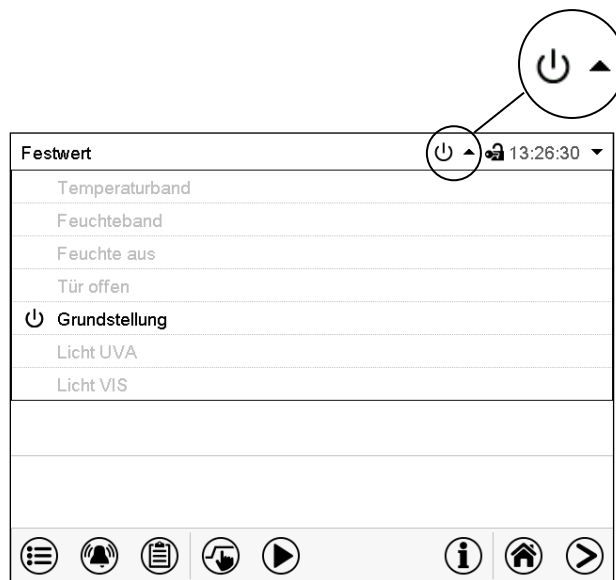 Festwert 13:26:30
Temperaturband
Feuchteband
Feuchte aus
Tür offen
Grundstellung
Licht UVA
Licht VIS